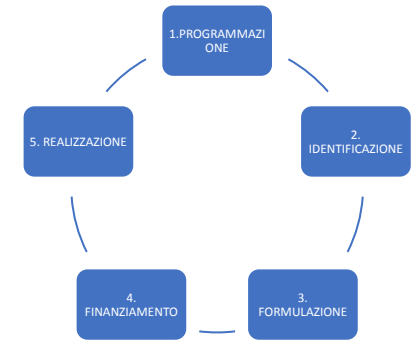 1.PROGRAMMAZI
ONE
2.
IDENTIFICAZIONE
3.
FORMULAZIONE
4.
FINANZIAMENTO
5. REALIZZAZIONE